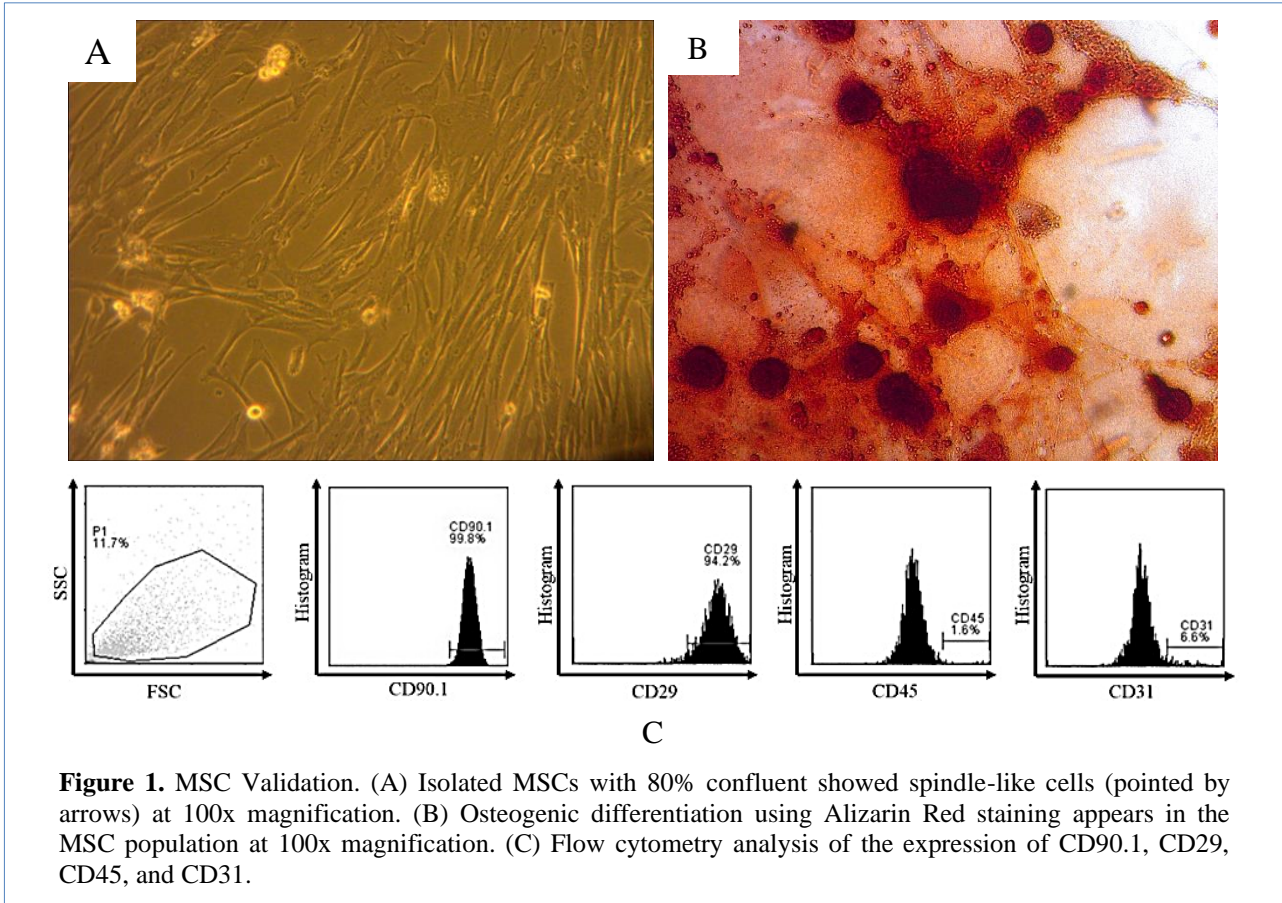 A
B
P1
11.7%
SSC
FSC
CD90.1
99.8%
Histogram
CD90.1
CD29
94.2%
Histogram
CD29
CD45
1.6%
Histogram
CD45
CD31
6.6%
Histogram
CD31
C
Figure 1. MSC Validation. (A) Isolated MSCs with 80% confluent showed spindle-like cells (pointed by
arrows) at 100x magnification. (B) Osteogenic differentiation using Alizarin Red staining appears in the
MSC population at 100x magnification. (C) Flow cytometry analysis of the expression of CD90.1, CD29,
CD45, and CD31.